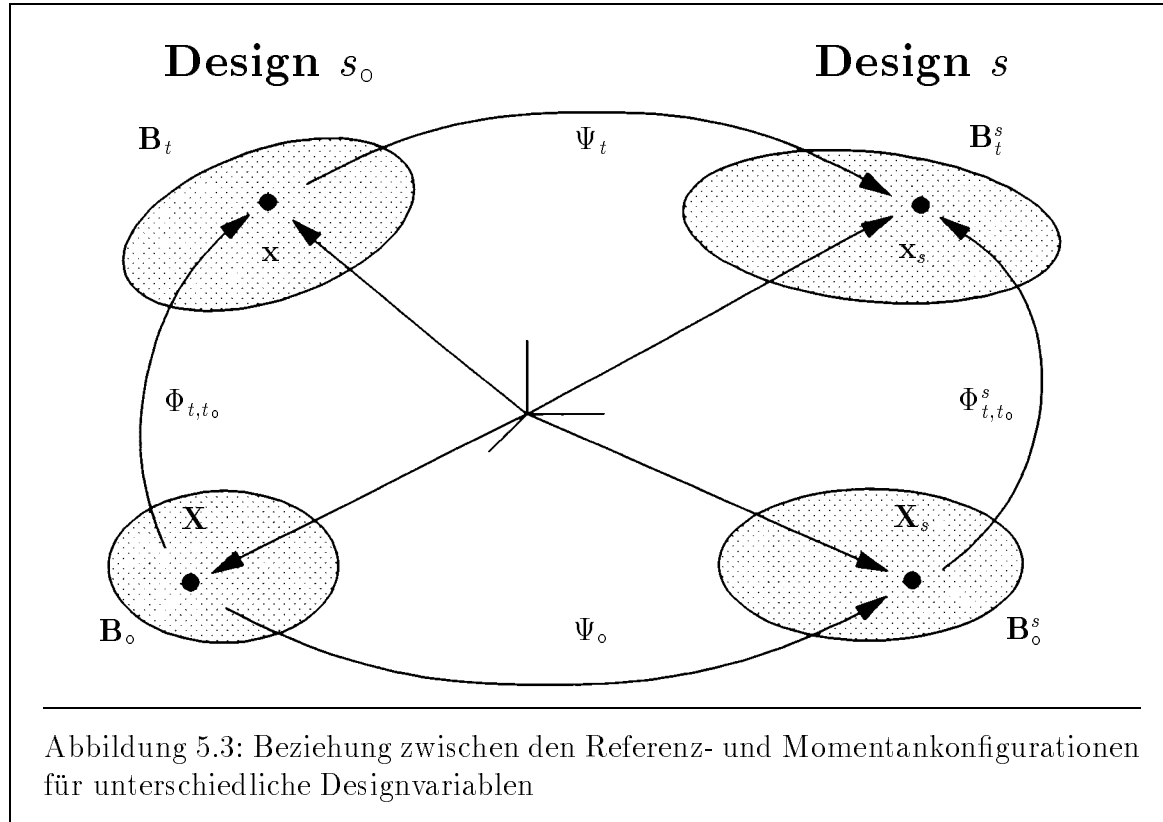 Design s∘
Design s
B_t
Ψ_t
B_t^s
x
x_s
Φ_{t,t∘}
Φ^s_{t,t∘}
X
X_s
B∘
Ψ∘
B∘^s
Abbildung 5.3: Beziehung zwischen den Referenz- und Momentankonfigurationen
für unterschiedliche Designvariablen